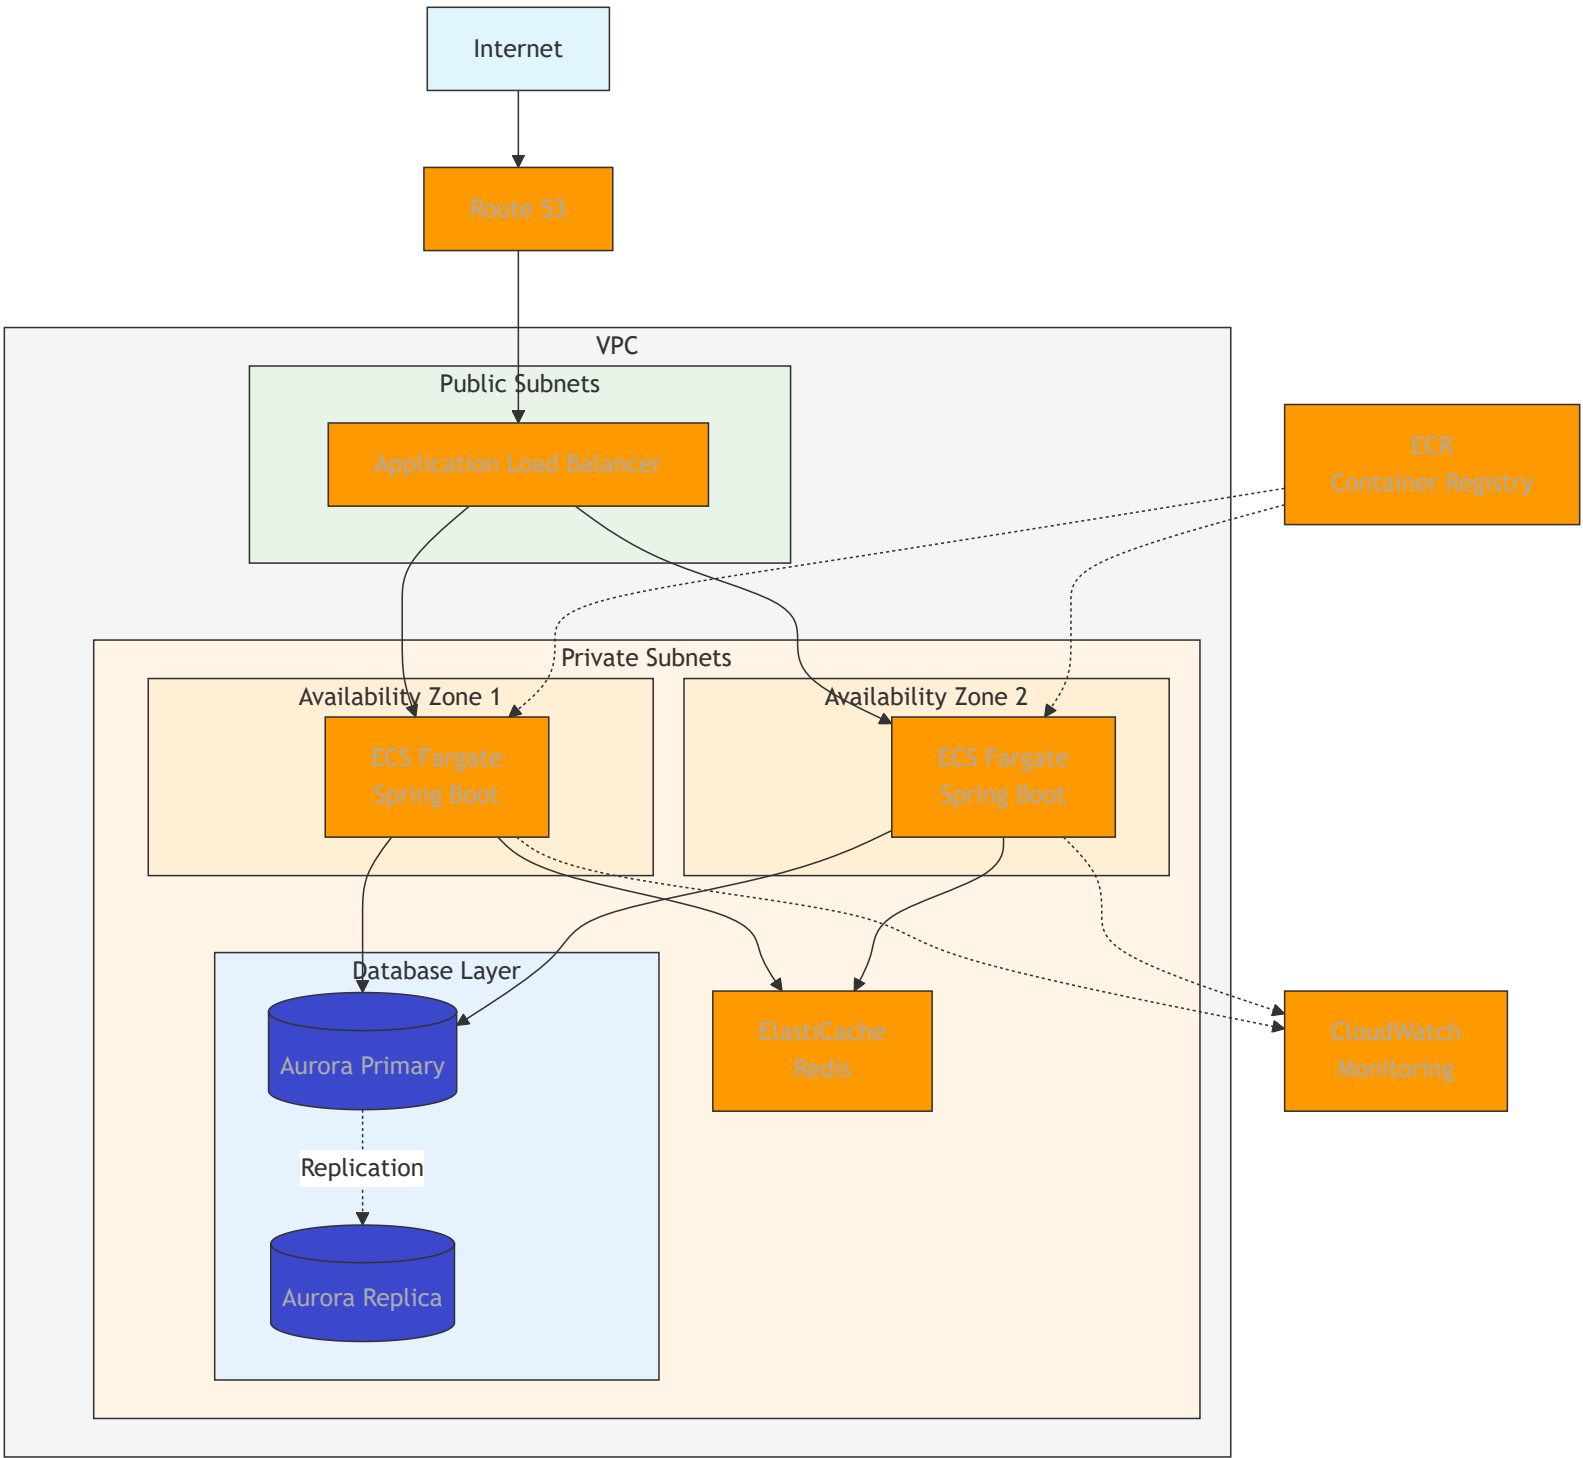 Internet
Route 53
VPC
Public Subnets
Application Load Balancer
ECR
Container Registry
Private Subnets
Availability Zone 1
Availability Zone 2
ECS Fargate
Spring Boot
ECS Fargate
Spring Boot
Database Layer
Aurora Primary
ElastiCache
Redis
CloudWatch
Monitoring
Replication
Aurora Replica